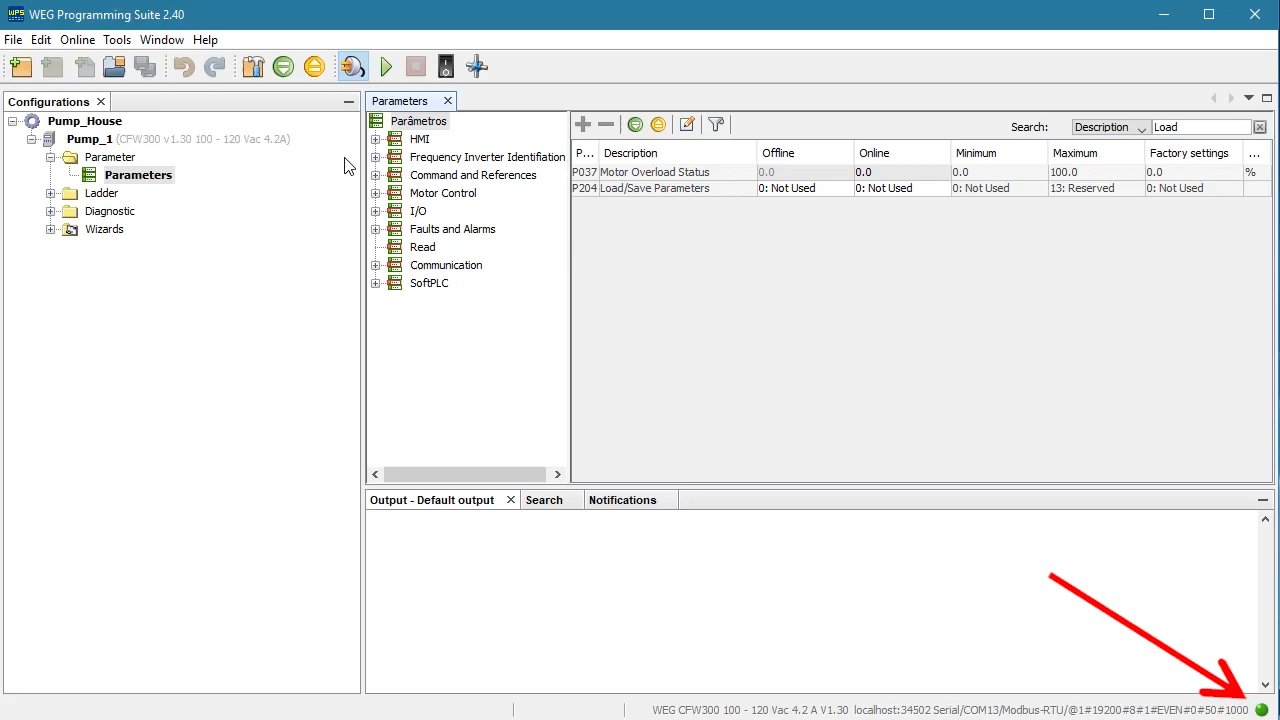 WPS WEG Programming Suite 2.40
File Edit Online Tools Window Help
Configurations
Pump_House
Pump_1 (CFW300 v1.30 100 - 120 Vac 4.2A)
Parameter
Parameters
Ladder
Diagnostic
Wizards
Parameters
Parâmetros
HMI
Frequency Inverter Identifiation
Command and References
Motor Control
I/O
Faults and Alarms
Read
Communication
SoftPLC
Search: Description Load
P... Description Offline Online Minimum Maximum Factory settings ...
P037 Motor Overload Status 0.0 0.0 0.0 100.0 0.0 %
P204 Load/Save Parameters 0: Not Used 0: Not Used 0: Not Used 13: Reserved 0: Not Used
Output - Default output Search Notifications
WEG CFW300 100 - 120 Vac 4.2 A V1.30 localhost:34502 Serial/COM13/Modbus-RTU/@1#19200#8#1#EVEN#0#50#1000